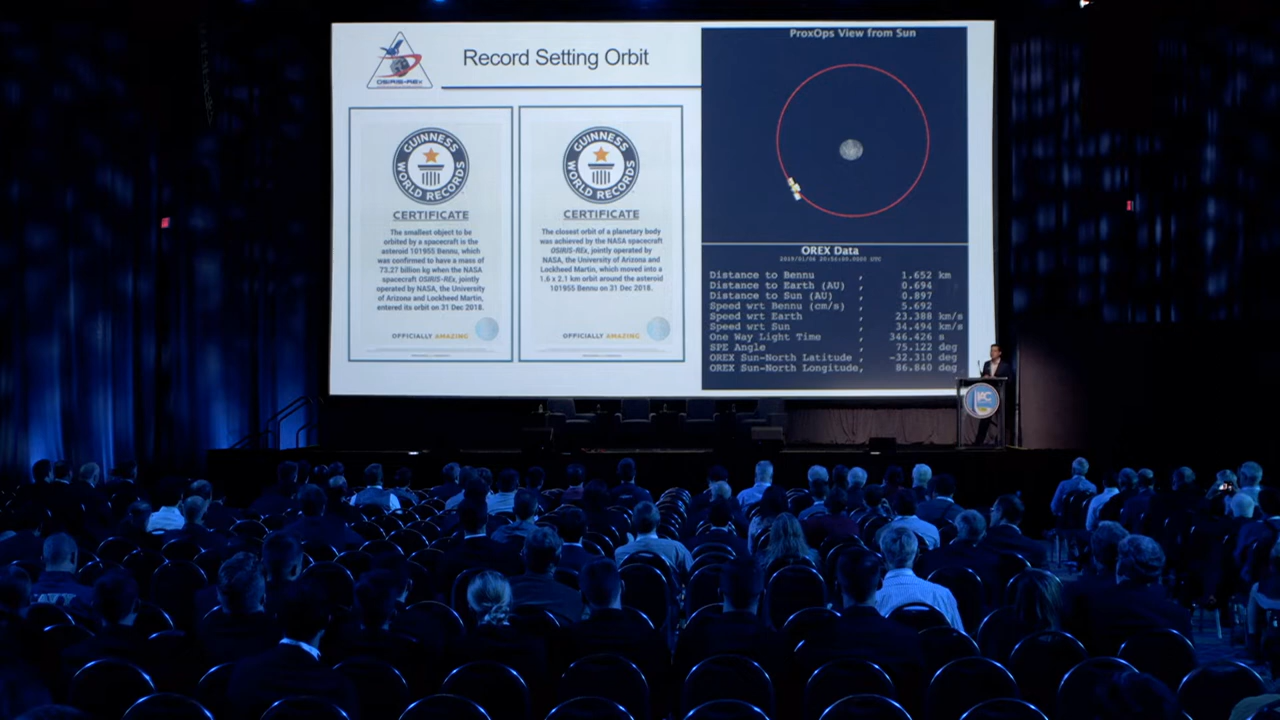 OSIRIS-REx
Record Setting Orbit
GUINNESS
WORLD RECORDS
CERTIFICATE
The smallest object to be
orbited by a spacecraft is the
asteroid 101955 Bennu, which
was confirmed to have a mass of
73.27 billion kg when the NASA
spacecraft OSIRIS-REx, jointly
operated by NASA, the University
of Arizona and Lockheed Martin,
entered its orbit on 31 Dec 2018.
OFFICIALLY AMAZING
GUINNESS
WORLD RECORDS
CERTIFICATE
The closest orbit of a planetary body
was achieved by the NASA spacecraft
OSIRIS-REx, jointly operated by
NASA, the University of Arizona and
Lockheed Martin, which moved into a
1.6 x 2.1 km orbit around the asteroid
101955 Bennu on 31 Dec 2018.
OFFICIALLY AMAZING
ProxOps View from Sun
OREX Data
Distance to Bennu , 1.652 km
Distance to Earth (AU) , 0.694
Distance to Sun (AU) , 0.897
Speed wrt Bennu (cm/s) , 5.692
Speed wrt Earth , 23.388 km/s
Speed wrt Sun , 34.494 km/s
One Way Light Time , 346.426 s
SPE Angle , 75.122 deg
OREX Sun-North Latitude , -32.310 deg
OREX Sun-North Longitude, 86.840 deg
IAC